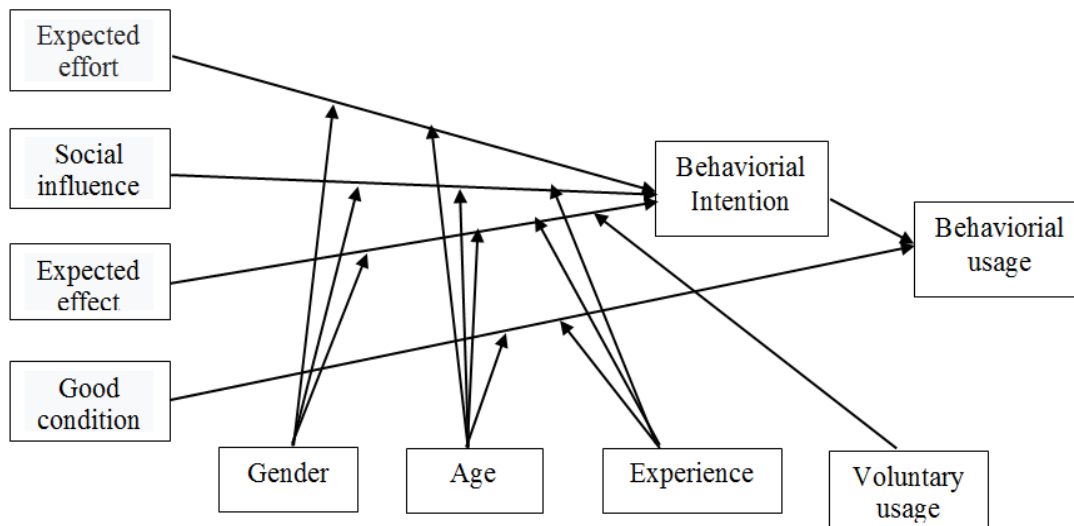 Expected
effort
Social
influence
Expected
effect
Good
condition
Behaviorial
Intention
Behaviorial
usage
Gender
Age
Experience
Voluntary
usage